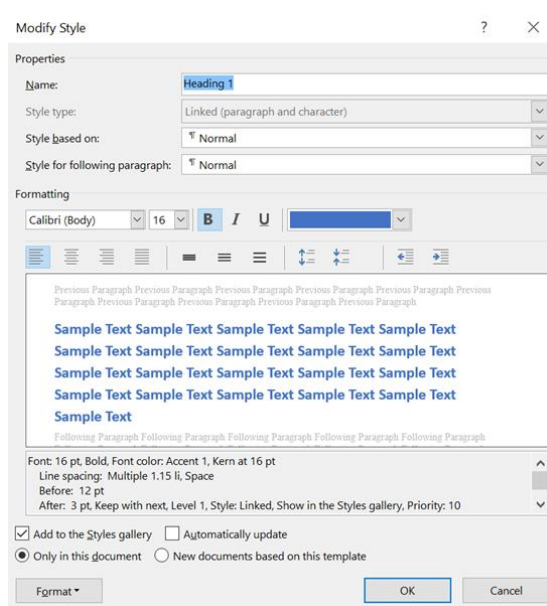 Modify Style ?
Properties
Name: Heading 1
Style type: Linked (paragraph and character)
Style based on: ¶ Normal
Style for following paragraph: ¶ Normal
Formatting
Calibri (Body) 16 B I U
Previous Paragraph Previous Paragraph Previous Paragraph Previous Paragraph Previous Paragraph Previous
Paragraph Previous Paragraph Previous Paragraph Previous Paragraph Previous Paragraph
Sample Text Sample Text Sample Text Sample Text Sample Text
Sample Text Sample Text Sample Text Sample Text Sample Text
Sample Text Sample Text Sample Text Sample Text Sample Text
Sample Text Sample Text Sample Text Sample Text Sample Text
Sample Text
Following Paragraph Following Paragraph Following Paragraph Following Paragraph Following Paragraph
Font: 16 pt, Bold, Font color: Accent 1, Kern at 16 pt
Line spacing: Multiple 1.15 li, Space
Before: 12 pt
After: 3 pt, Keep with next, Level 1, Style: Linked, Show in the Styles gallery, Priority: 10
Add to the Styles gallery Automatically update
Only in this document New documents based on this template
Format OK Cancel